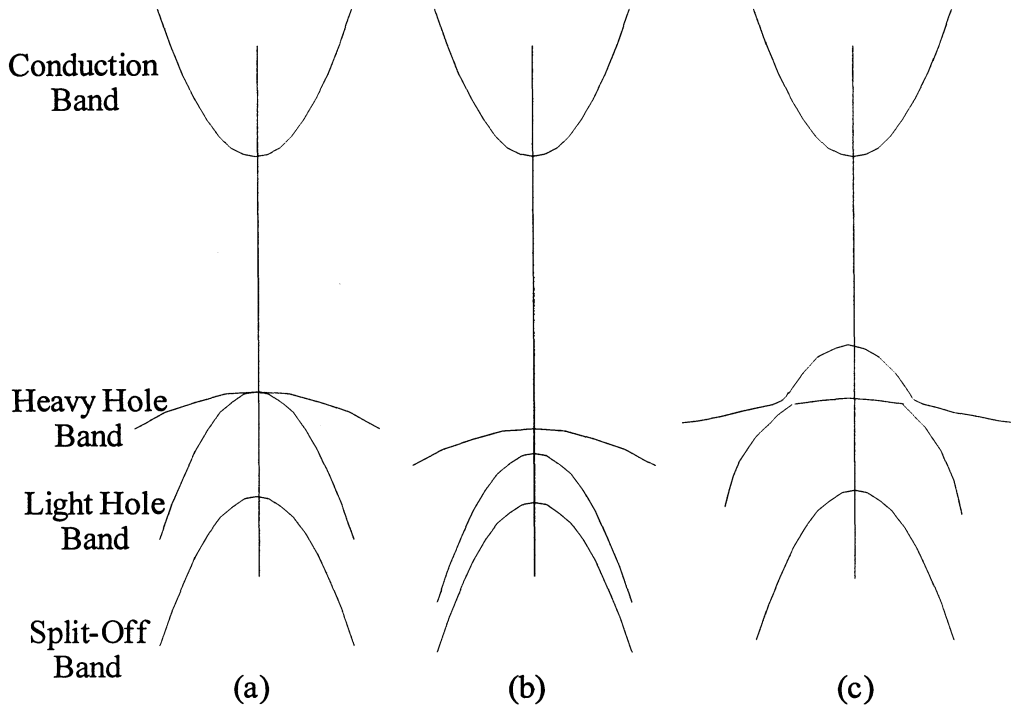 Conduction
Band
Heavy Hole
Band
Light Hole
Band
Split-Off
Band
(a)
(b)
(c)